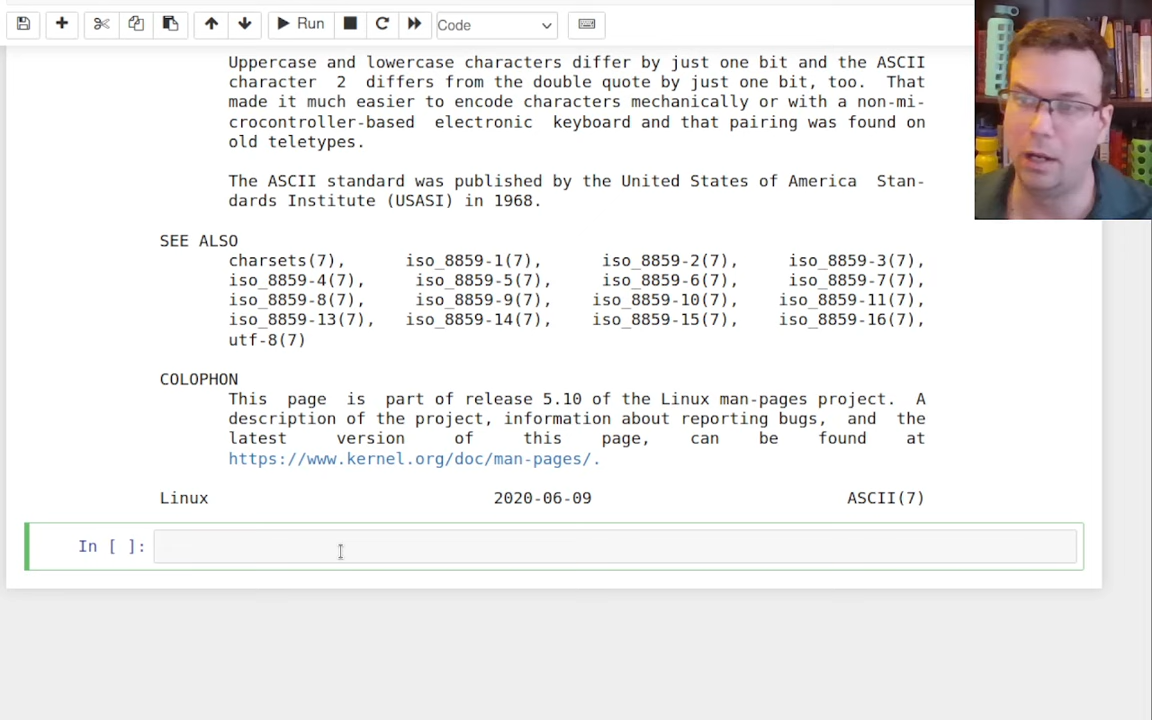 Run
Code
Uppercase and lowercase characters differ by just one bit and the ASCII
character  2  differs from the double quote by just one bit, too.  That
made it much easier to encode characters mechanically or with a non-mi-
crocontroller-based  electronic  keyboard and that pairing was found on
old teletypes.
The ASCII standard was published by the United States of America  Stan-
dards Institute (USASI) in 1968.
SEE ALSO
charsets(7),      iso_8859-1(7),      iso_8859-2(7),     iso_8859-3(7),
iso_8859-4(7),     iso_8859-5(7),     iso_8859-6(7),     iso_8859-7(7),
iso_8859-8(7),     iso_8859-9(7),    iso_8859-10(7),    iso_8859-11(7),
iso_8859-13(7),   iso_8859-14(7),    iso_8859-15(7),    iso_8859-16(7),
utf-8(7)
COLOPHON
This  page  is  part of release 5.10 of the Linux man-pages project.  A
description of the project, information about reporting bugs,  and  the
latest     version     of     this     page,     can     be    found    at
https://www.kernel.org/doc/man-pages/.
Linux                             2020-06-09                          ASCII(7)
In [ ]: